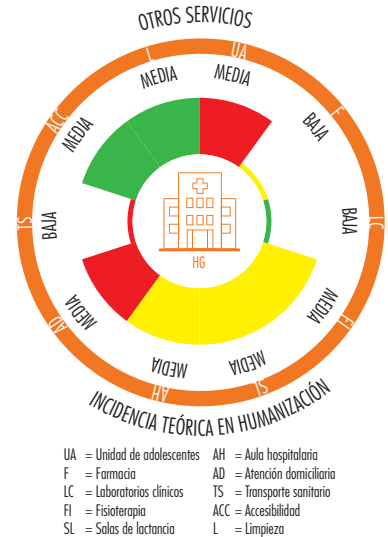 OTROS SERVICIOS
L
UA
MEDIA
MEDIA
ACC
F
MEDIA
BAJA
TS
BAJA
BAJA
LC
HG
MEDIA
MEDIA
AD
FI
MEDIA
MEDIA
AH
SL
INCIDENCIA TEÓRICA EN HUMANIZACIÓN
UA = Unidad de adolescentes
F = Farmacia
LC = Laboratorios clínicos
FI = Fisioterapia
SL = Salas de lactancia
AH = Aula hospitalaria
AD = Atención domiciliaria
TS = Transporte sanitario
ACC = Accesibilidad
L = Limpieza